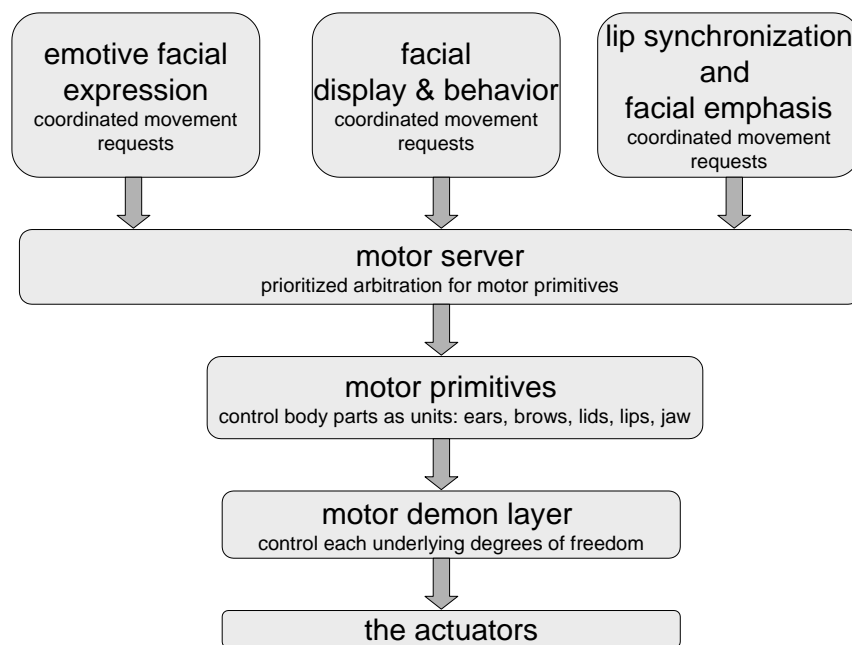 emotive facial
expression
coordinated movement
requests
facial
display & behavior
coordinated movement
requests
lip synchronization
and
facial emphasis
coordinated movement
requests
motor server
prioritized arbitration for motor primitives
motor primitives
control body parts as units: ears, brows, lids, lips, jaw
motor demon layer
control each underlying degrees of freedom
the actuators